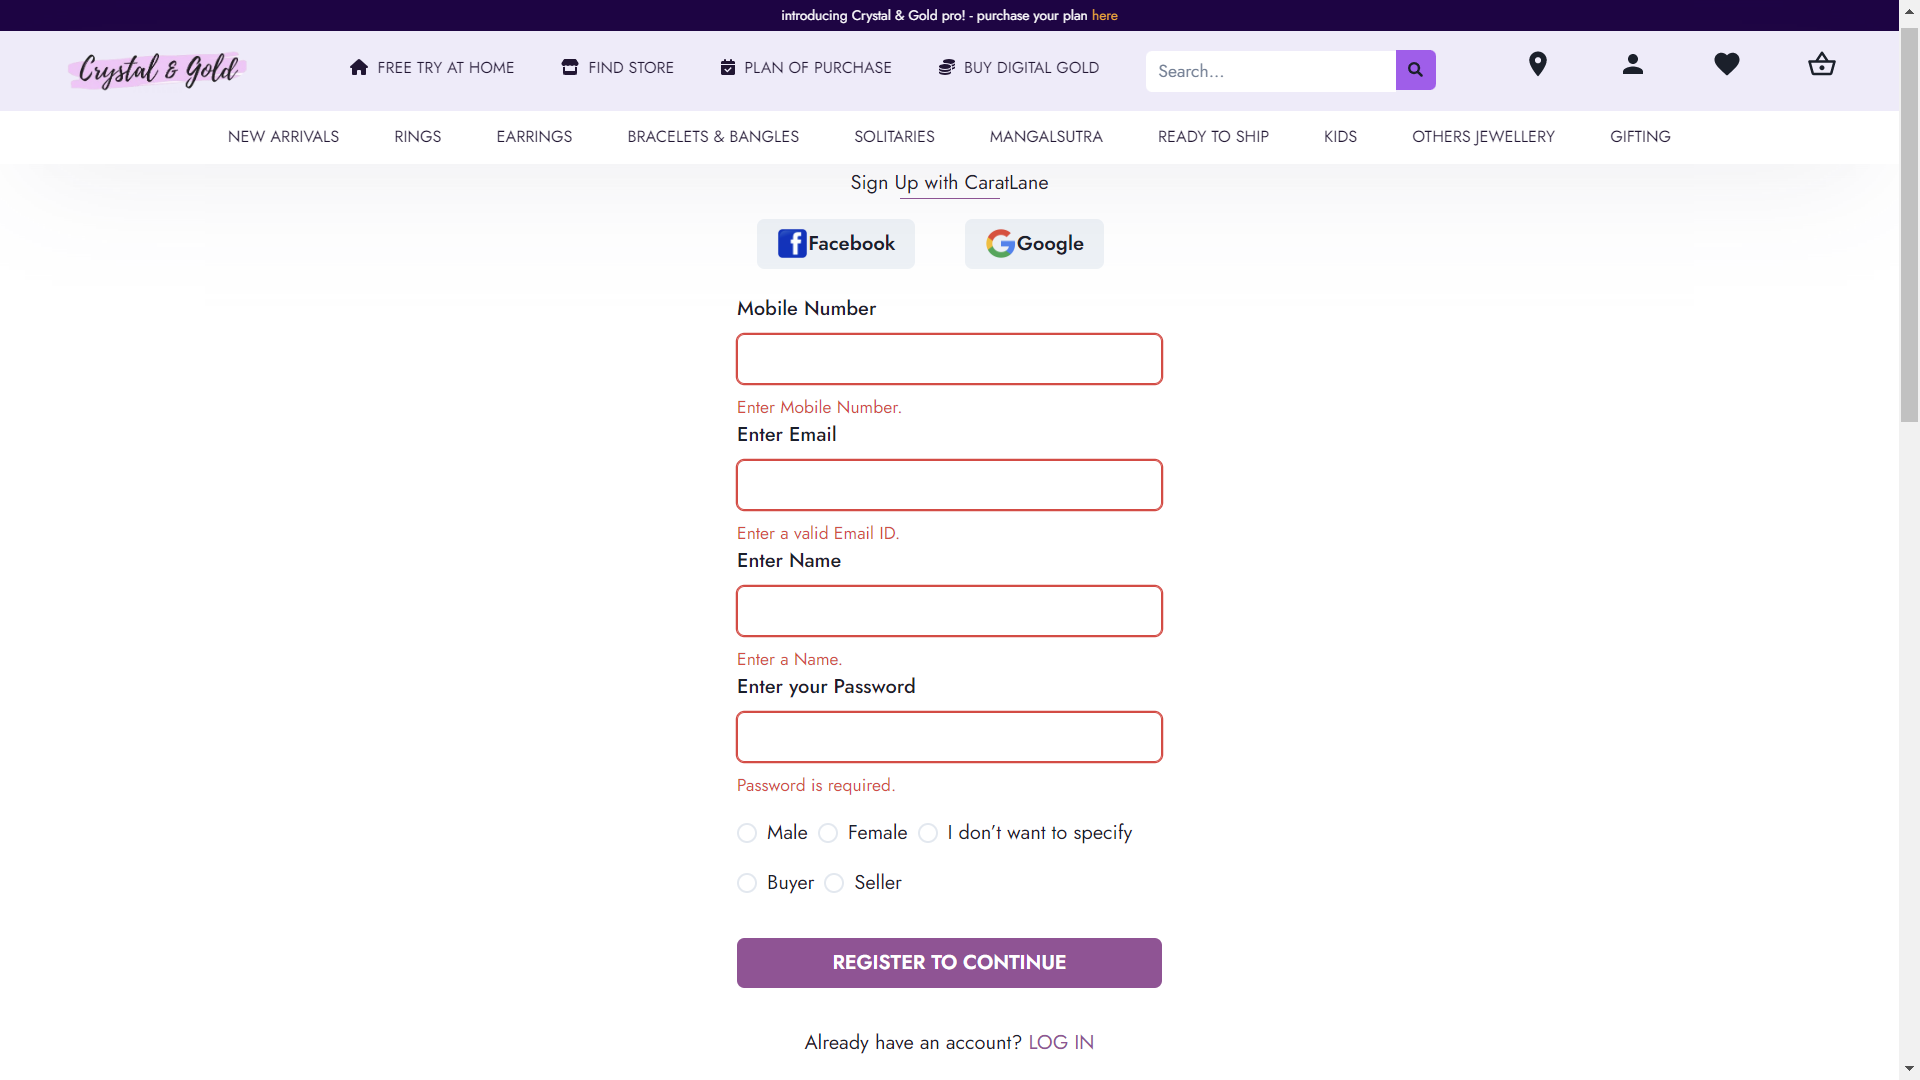 introducing Crystal & Gold pro! - purchase your plan here
Crystal & Gold
FREE TRY AT HOME
FIND STORE
PLAN OF PURCHASE
BUY DIGITAL GOLD
Search...
NEW ARRIVALS
RINGS
EARRINGS
BRACELETS & BANGLES
SOLITARIES
MANGALSUTRA
READY TO SHIP
KIDS
OTHERS JEWELLERY
GIFTING
Sign Up with CaratLane
Facebook
Google
Mobile Number
Enter Mobile Number.
Enter Email
Enter a valid Email ID.
Enter Name
Enter a Name.
Enter your Password
Password is required.
Male Female I don't want to specify
Buyer Seller
REGISTER TO CONTINUE
Already have an account? LOG IN